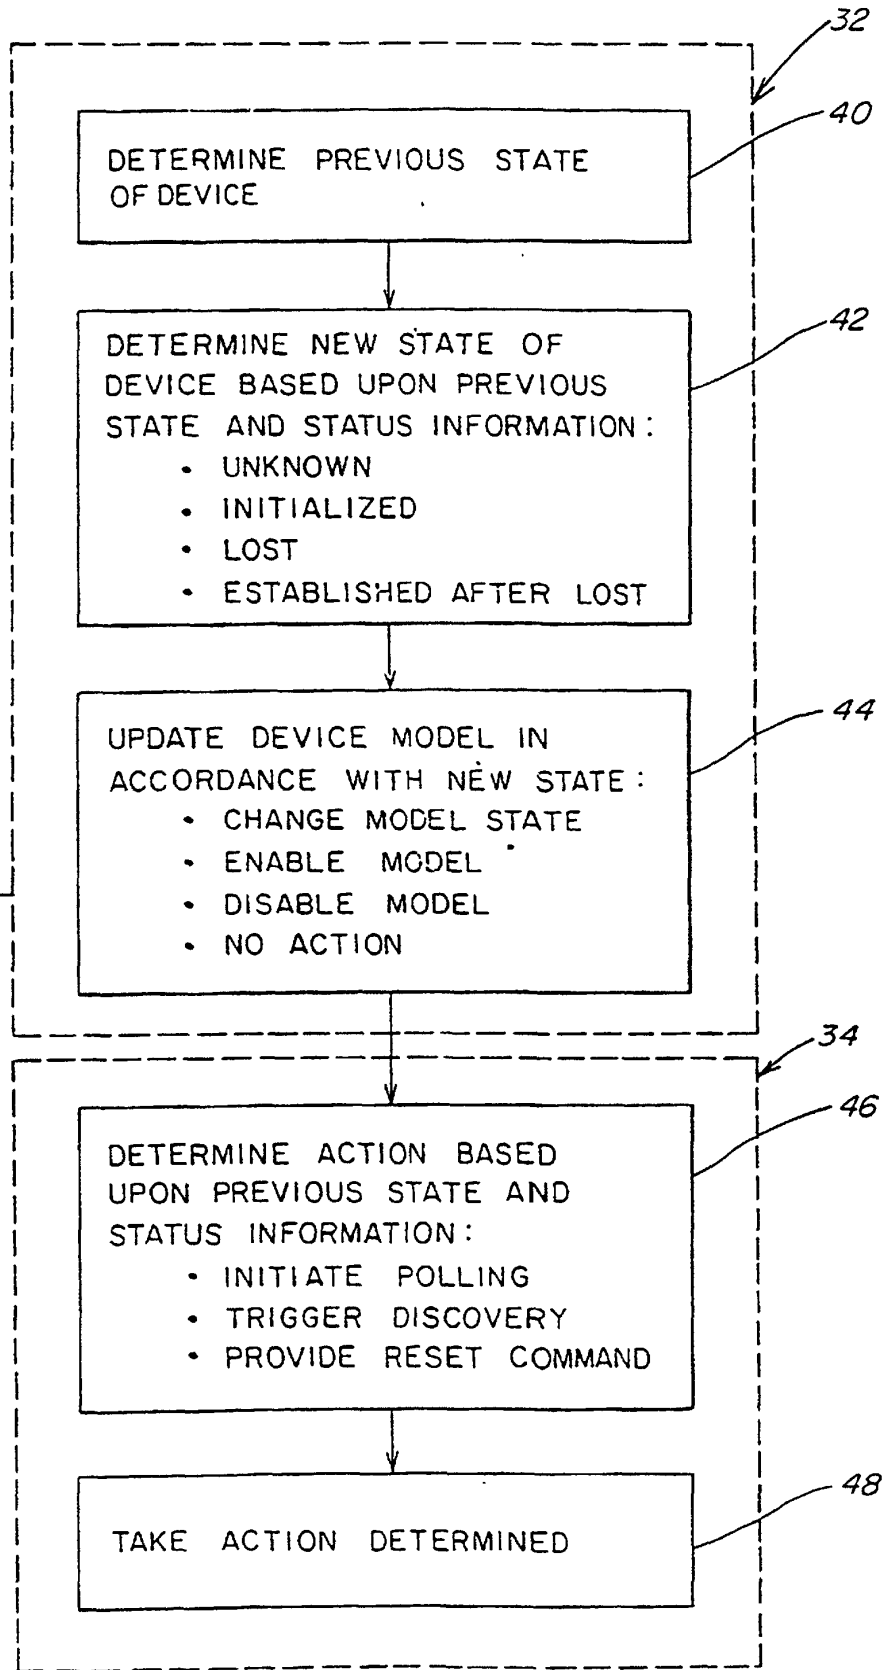 32
40
DETERMINE PREVIOUS STATE
OF DEVICE
42
DETERMINE NEW STATE OF
DEVICE BASED UPON PREVIOUS
STATE AND STATUS INFORMATION:
• UNKNOWN
• INITIALIZED
• LOST
• ESTABLISHED AFTER LOST
44
UPDATE DEVICE MODEL IN
ACCORDANCE WITH NEW STATE:
• CHANGE MODEL STATE
• ENABLE MODEL
• DISABLE MODEL
• NO ACTION
34
46
DETERMINE ACTION BASED
UPON PREVIOUS STATE AND
STATUS INFORMATION:
• INITIATE POLLING
• TRIGGER DISCOVERY
• PROVIDE RESET COMMAND
48
TAKE ACTION DETERMINED